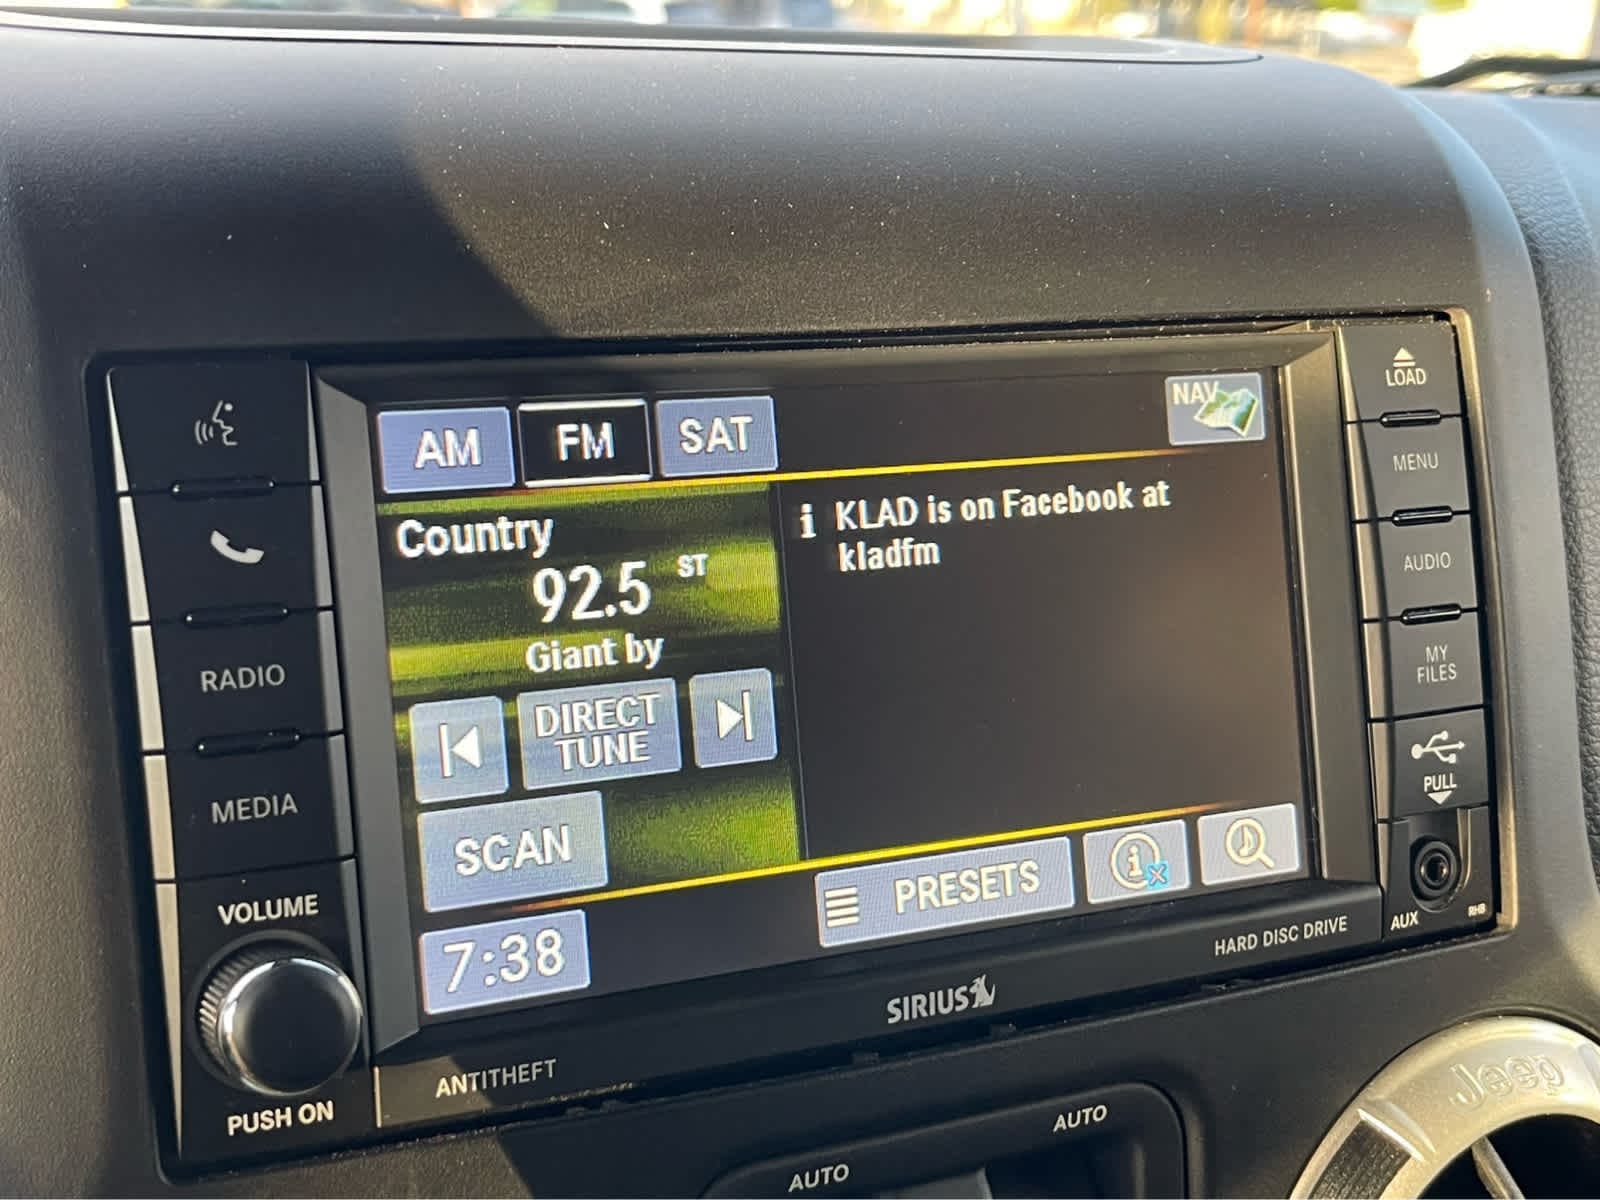 AM FM SAT NAV
Country
92.5 ST
Giant by
DIRECT
TUNE
SCAN
7:38
i KLAD is on Facebook at
kladfm
PRESETS
i
RADIO
MEDIA
VOLUME
PUSH ON
LOAD
MENU
AUDIO
MY
FILES
PULL
AUX
RHB
HARD DISC DRIVE
SIRIUS
ANTITHEFT
AUTO
AUTO
Jeep